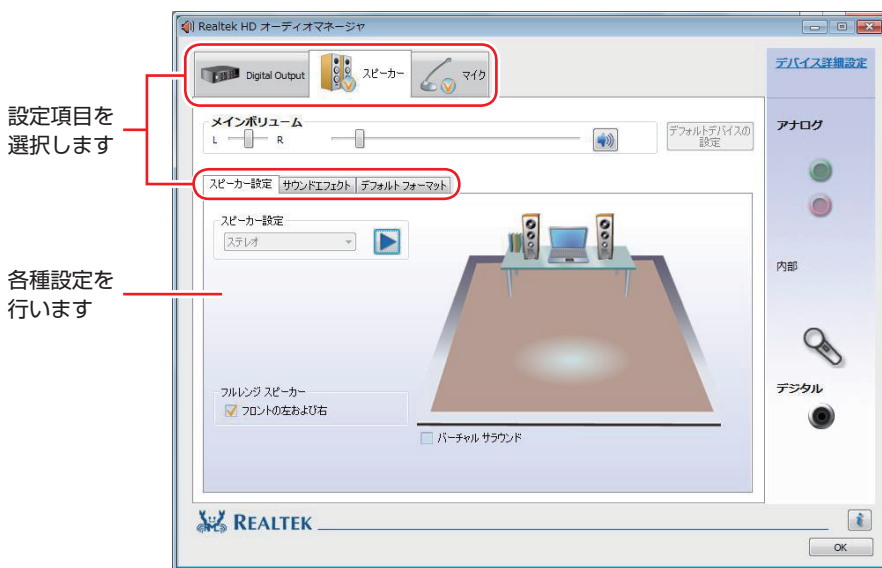 Realtek HD オーディオマネージャ
Digital Output
スピーカー
マイク
デバイス詳細設定
設定項目を
選択します
メインボリューム
L
R
デフォルトデバイスの
設定
アナログ
スピーカー設定
サウンドエフェクト
デフォルト フォーマット
スピーカー設定
ステレオ
各種設定を
行います
内部
フルレンジ スピーカー
フロントの左および右
バーチャル サラウンド
デジタル
REALTEK
i
OK